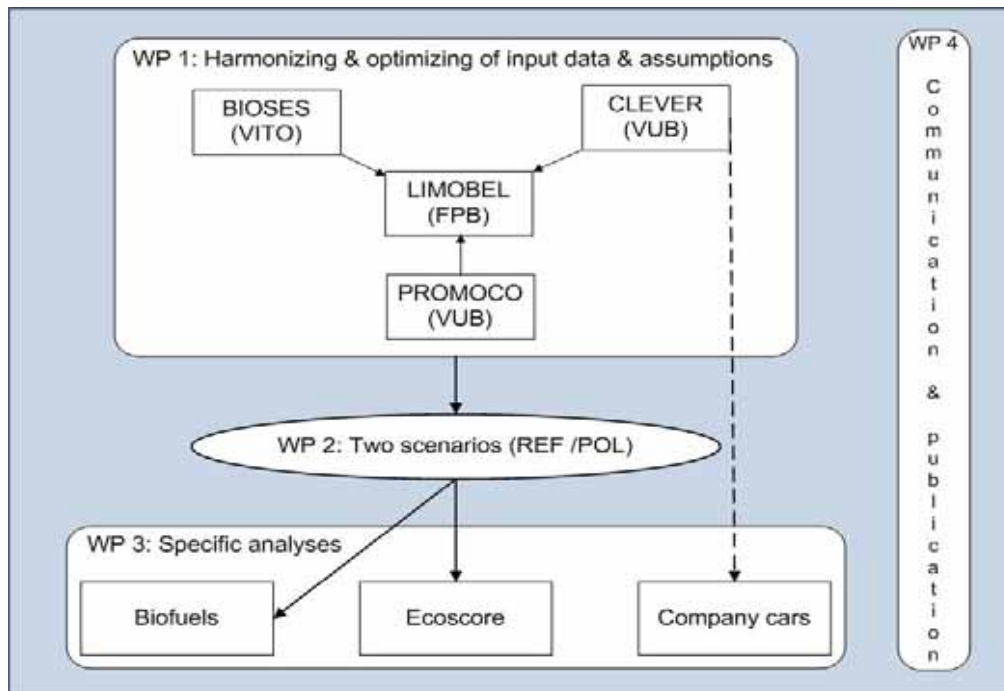 WP 1: Harmonizing & optimizing of input data & assumptions
BIOSES
(VITO)
CLEVER
(VUB)
LIMOBEL
(FPB)
PROMOCO
(VUB)
WP 2: Two scenarios (REF /POL)
WP 3: Specific analyses
Biofuels
Ecoscore
Company cars
WP 4
Communication & publication